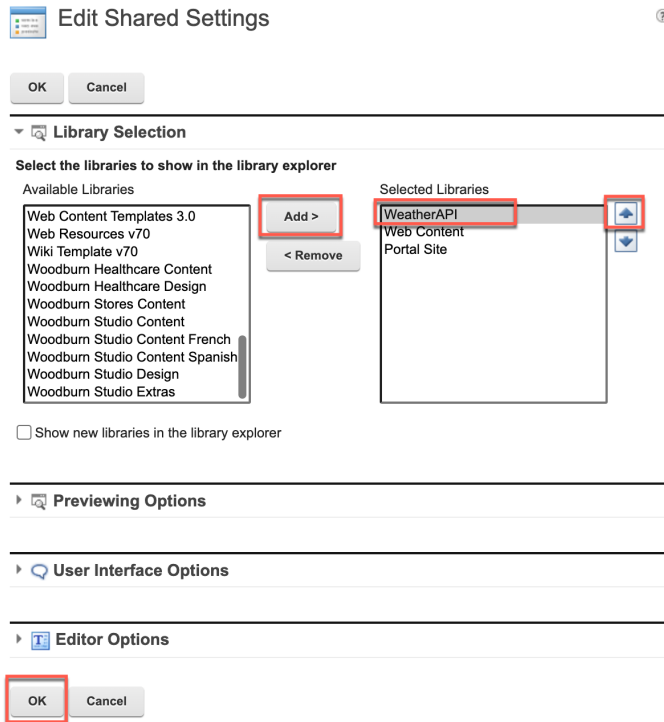 Edit Shared Settings
?
OK
Cancel
Library Selection
Select the libraries to show in the library explorer
Available Libraries
Web Content Templates 3.0
Web Resources v70
Wiki Template v70
Woodburn Healthcare Content
Woodburn Healthcare Design
Woodburn Stores Content
Woodburn Studio Content
Woodburn Studio Content French
Woodburn Studio Content Spanish
Woodburn Studio Design
Woodburn Studio Extras
Add >
< Remove
Selected Libraries
WeatherAPI
Web Content
Portal Site
Show new libraries in the library explorer
Previewing Options
User Interface Options
T
Editor Options
OK
Cancel